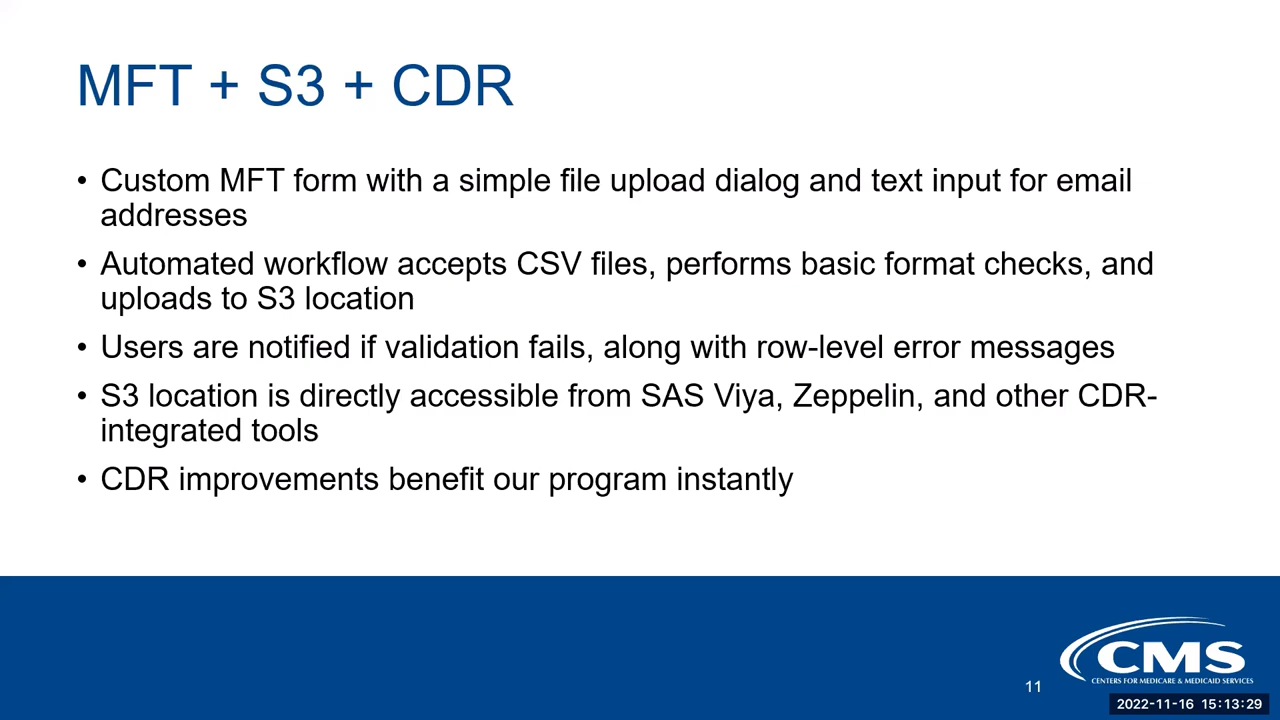 MFT + S3 + CDR
• Custom MFT form with a simple file upload dialog and text input for email
addresses
• Automated workflow accepts CSV files, performs basic format checks, and
uploads to S3 location
• Users are notified if validation fails, along with row-level error messages
• S3 location is directly accessible from SAS Viya, Zeppelin, and other CDR-
integrated tools
• CDR improvements benefit our program instantly
CMS
CENTERS FOR MEDICARE & MEDICAID SERVICES
11
2022-11-16 15:13:29